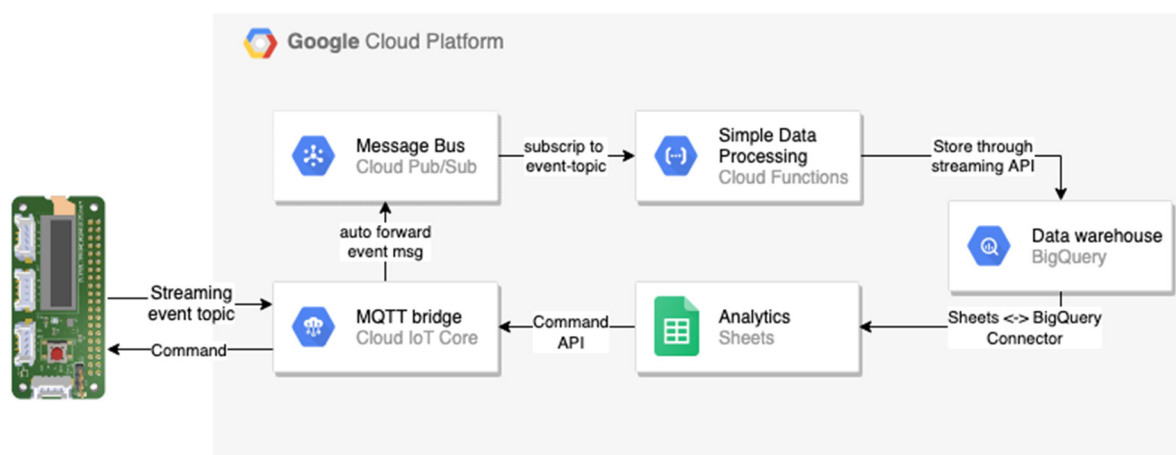 Google Cloud Platform
Message Bus
Cloud Pub/Sub
subscrip to
event-topic
Simple Data
Processing
Cloud Functions
Store through
streaming API
Data warehouse
BigQuery
auto forward
event msg
Streaming
event topic
Command
MQTT bridge
Cloud IoT Core
Command
API
Analytics
Sheets
Sheets <-> BigQuery
Connector